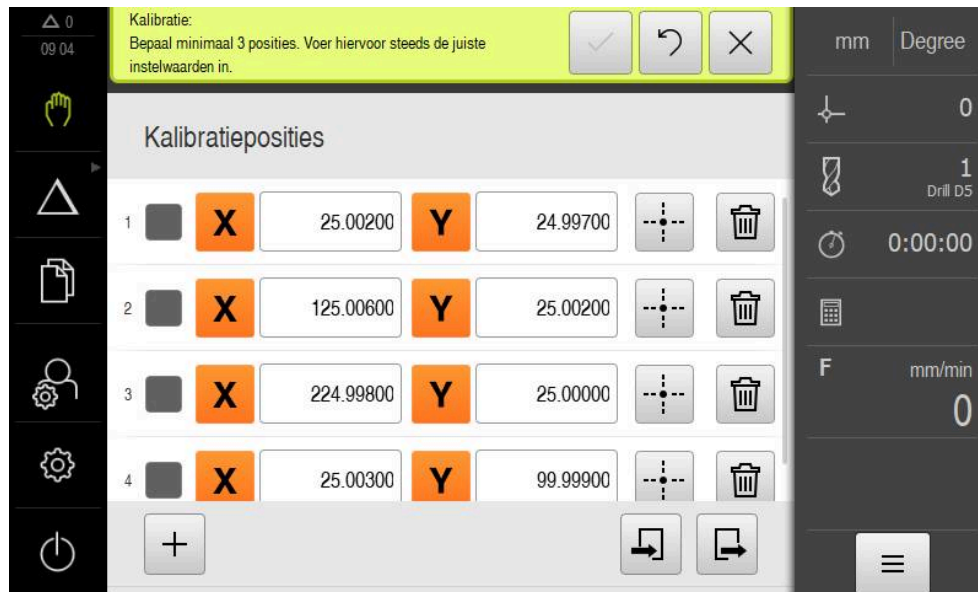 0
09 04
Kalibratie:
Bepaal minimaal 3 posities. Voer hiervoor steeds de juiste
instelwaarden in.
mm Degree
0
1
Drill D5
0:00:00
F mm/min
0
Kalibratieposities
1 X 25.00200 Y 24.99700
2 X 125.00600 Y 25.00200
3 X 224.99800 Y 25.00000
4 X 25.00300 Y 99.99900